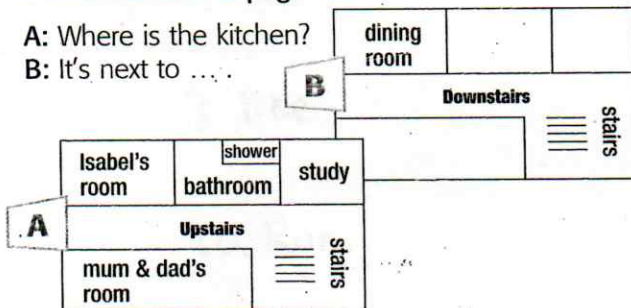 A: Where is the kitchen?
B: It's next to ... .
dining
room
B
Downstairs
stairs
Isabel's
room
shower
bathroom
study
A
Upstairs
stairs
mum & dad's
room